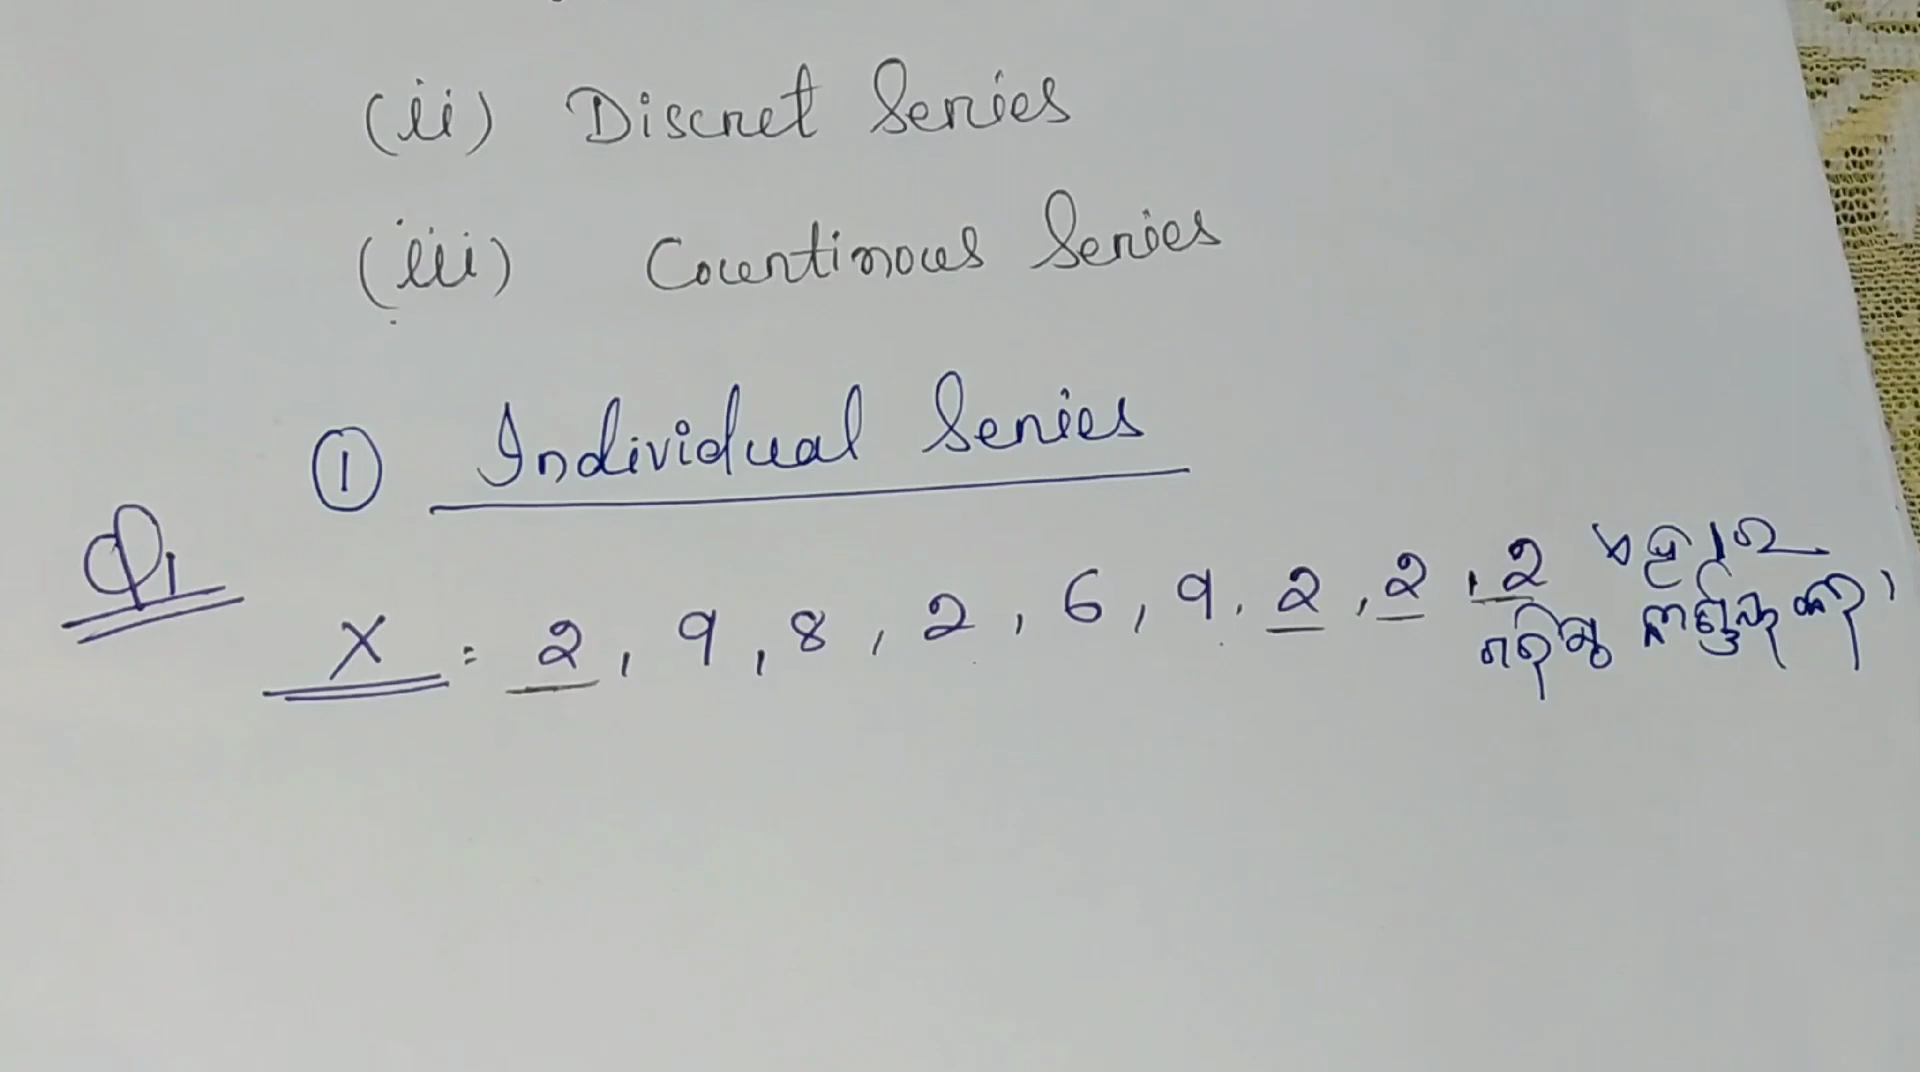 (ii) Discret Series
(iii) Countinous Series
① Individual Series
Q1
X = 2, 9, 8, 2, 6, 9, 2, 2, 2